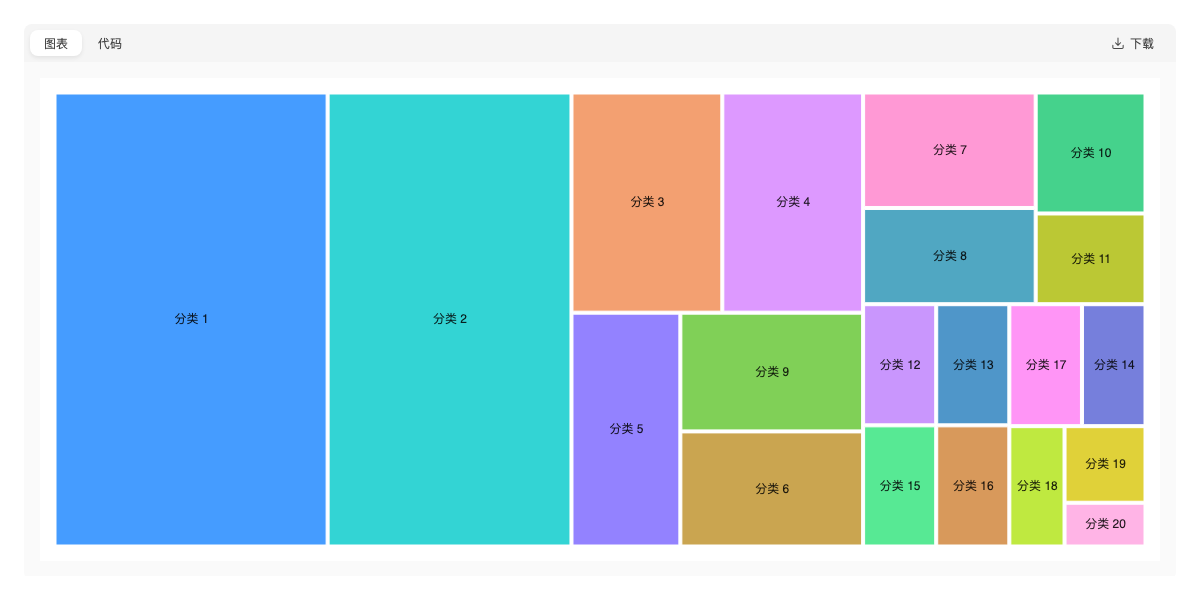 图表
代码
下载
分类 1
分类 2
分类 3
分类 4
分类 5
分类 9
分类 6
分类 7
分类 10
分类 8
分类 11
分类 12
分类 13
分类 17
分类 14
分类 15
分类 16
分类 18
分类 19
分类 20